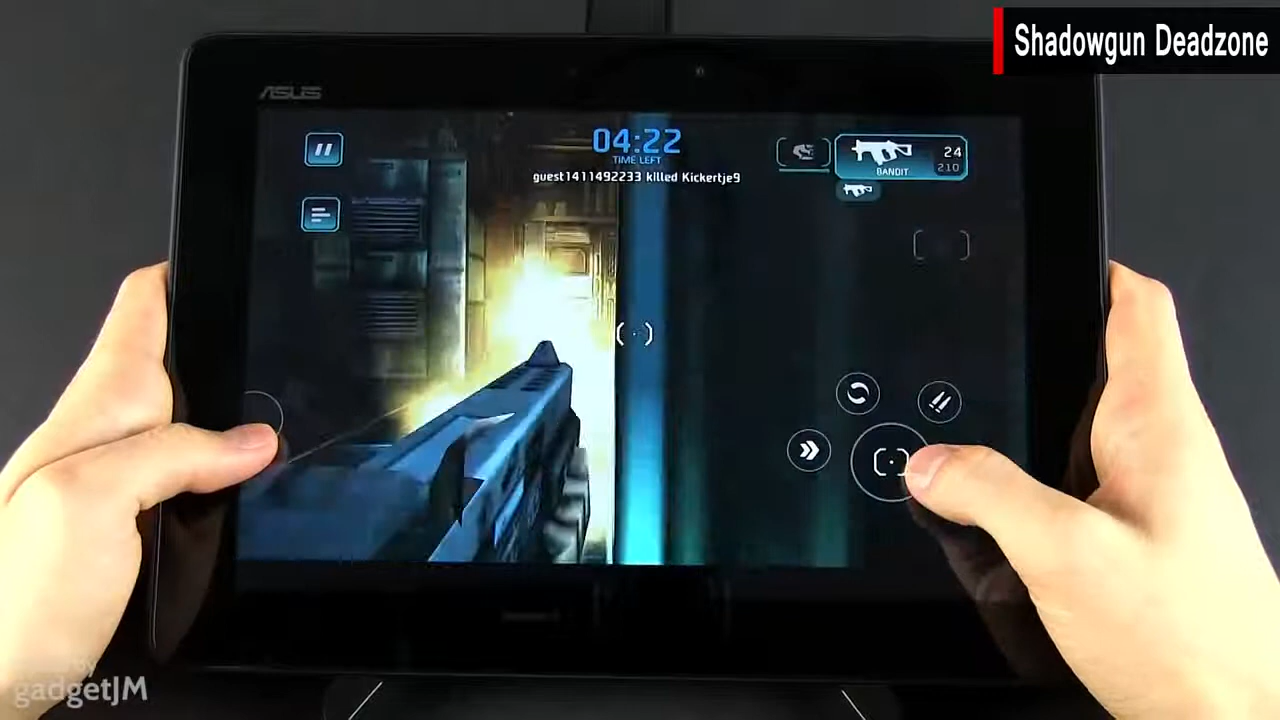 Shadowgun Deadzone
ASUS
04:22
TIME LEFT
guest1411492233 killed Kickertje9
24
210
BANDIT
gadgetJM